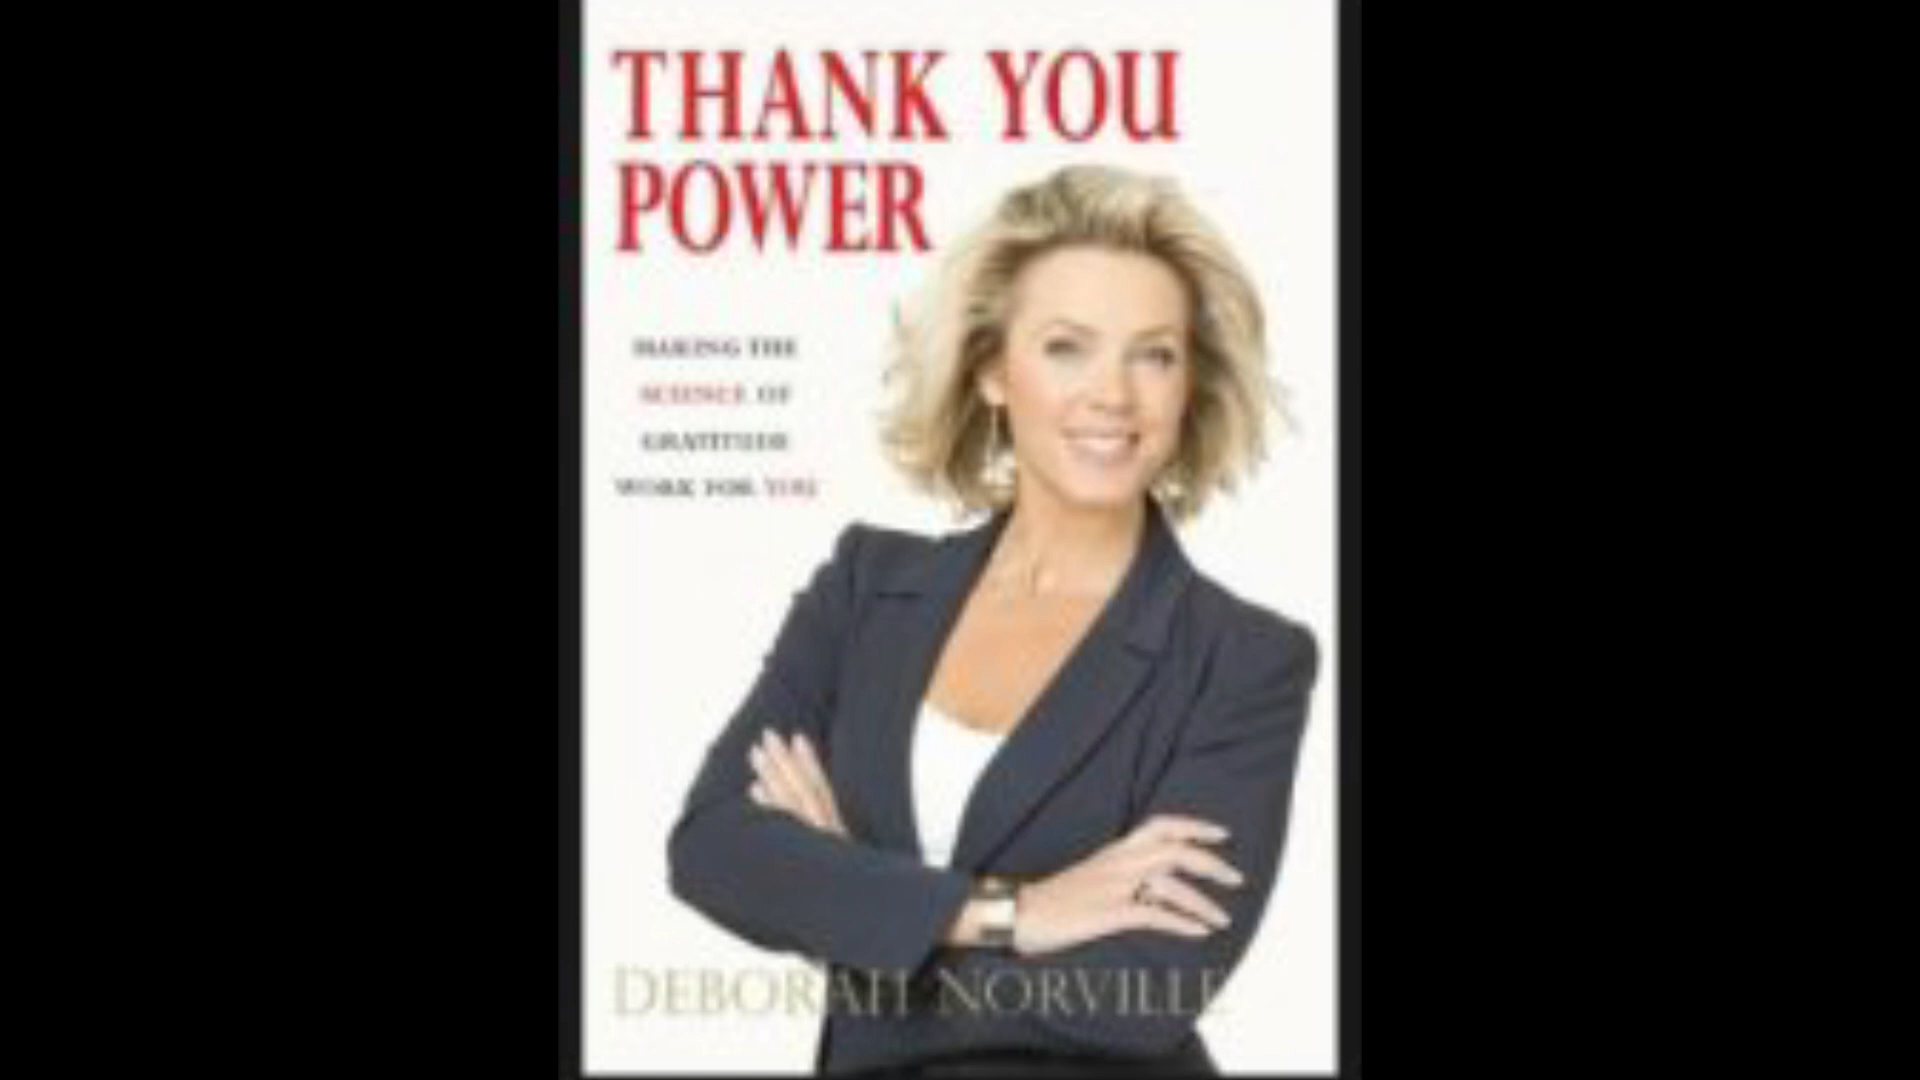 THANK YOU
POWER
MAKING THE
SCIENCE OF
GRATITUDE
WORK FOR YOU
DEBORAH NORVILLE